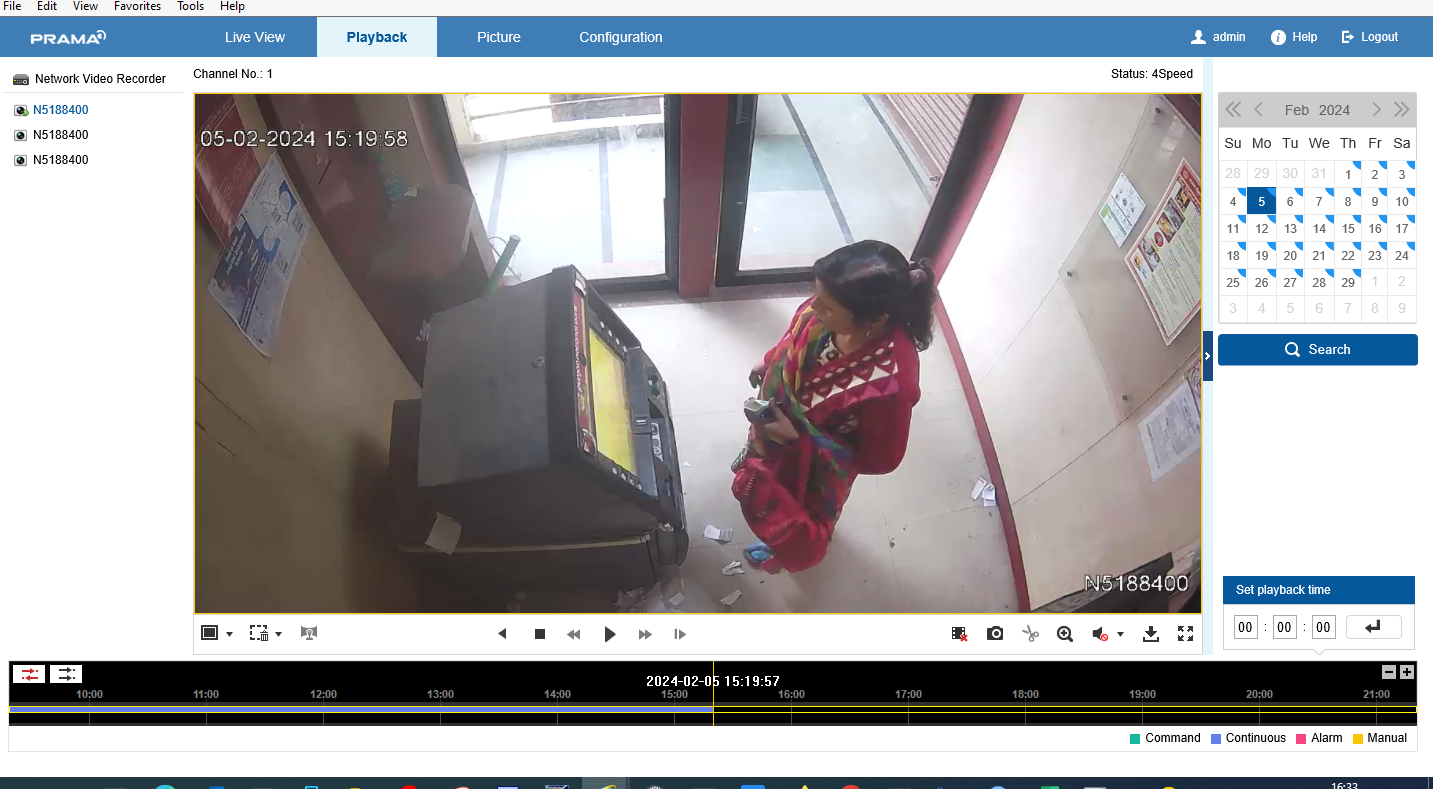 File Edit View Favorites Tools Help
PRAMA
Live View Playback Picture Configuration admin Help Logout
Network Video Recorder
N5188400
N5188400
N5188400
Channel No.: 1 Status: 4Speed
05-02-2024 15:19:58
N5188400
Feb 2024
Su Mo Tu We Th Fr Sa
28 29 30 31 1 2 3
4 5 6 7 8 9 10
11 12 13 14 15 16 17
18 19 20 21 22 23 24
25 26 27 28 29 1 2
3 4 5 6 7 8 9
Search
Set playback time
00 : 00 : 00
2024-02-05 15:19:57
10:00 11:00 12:00 13:00 14:00 15:00 16:00 17:00 18:00 19:00 20:00 21:00
Command Continuous Alarm Manual
16:33